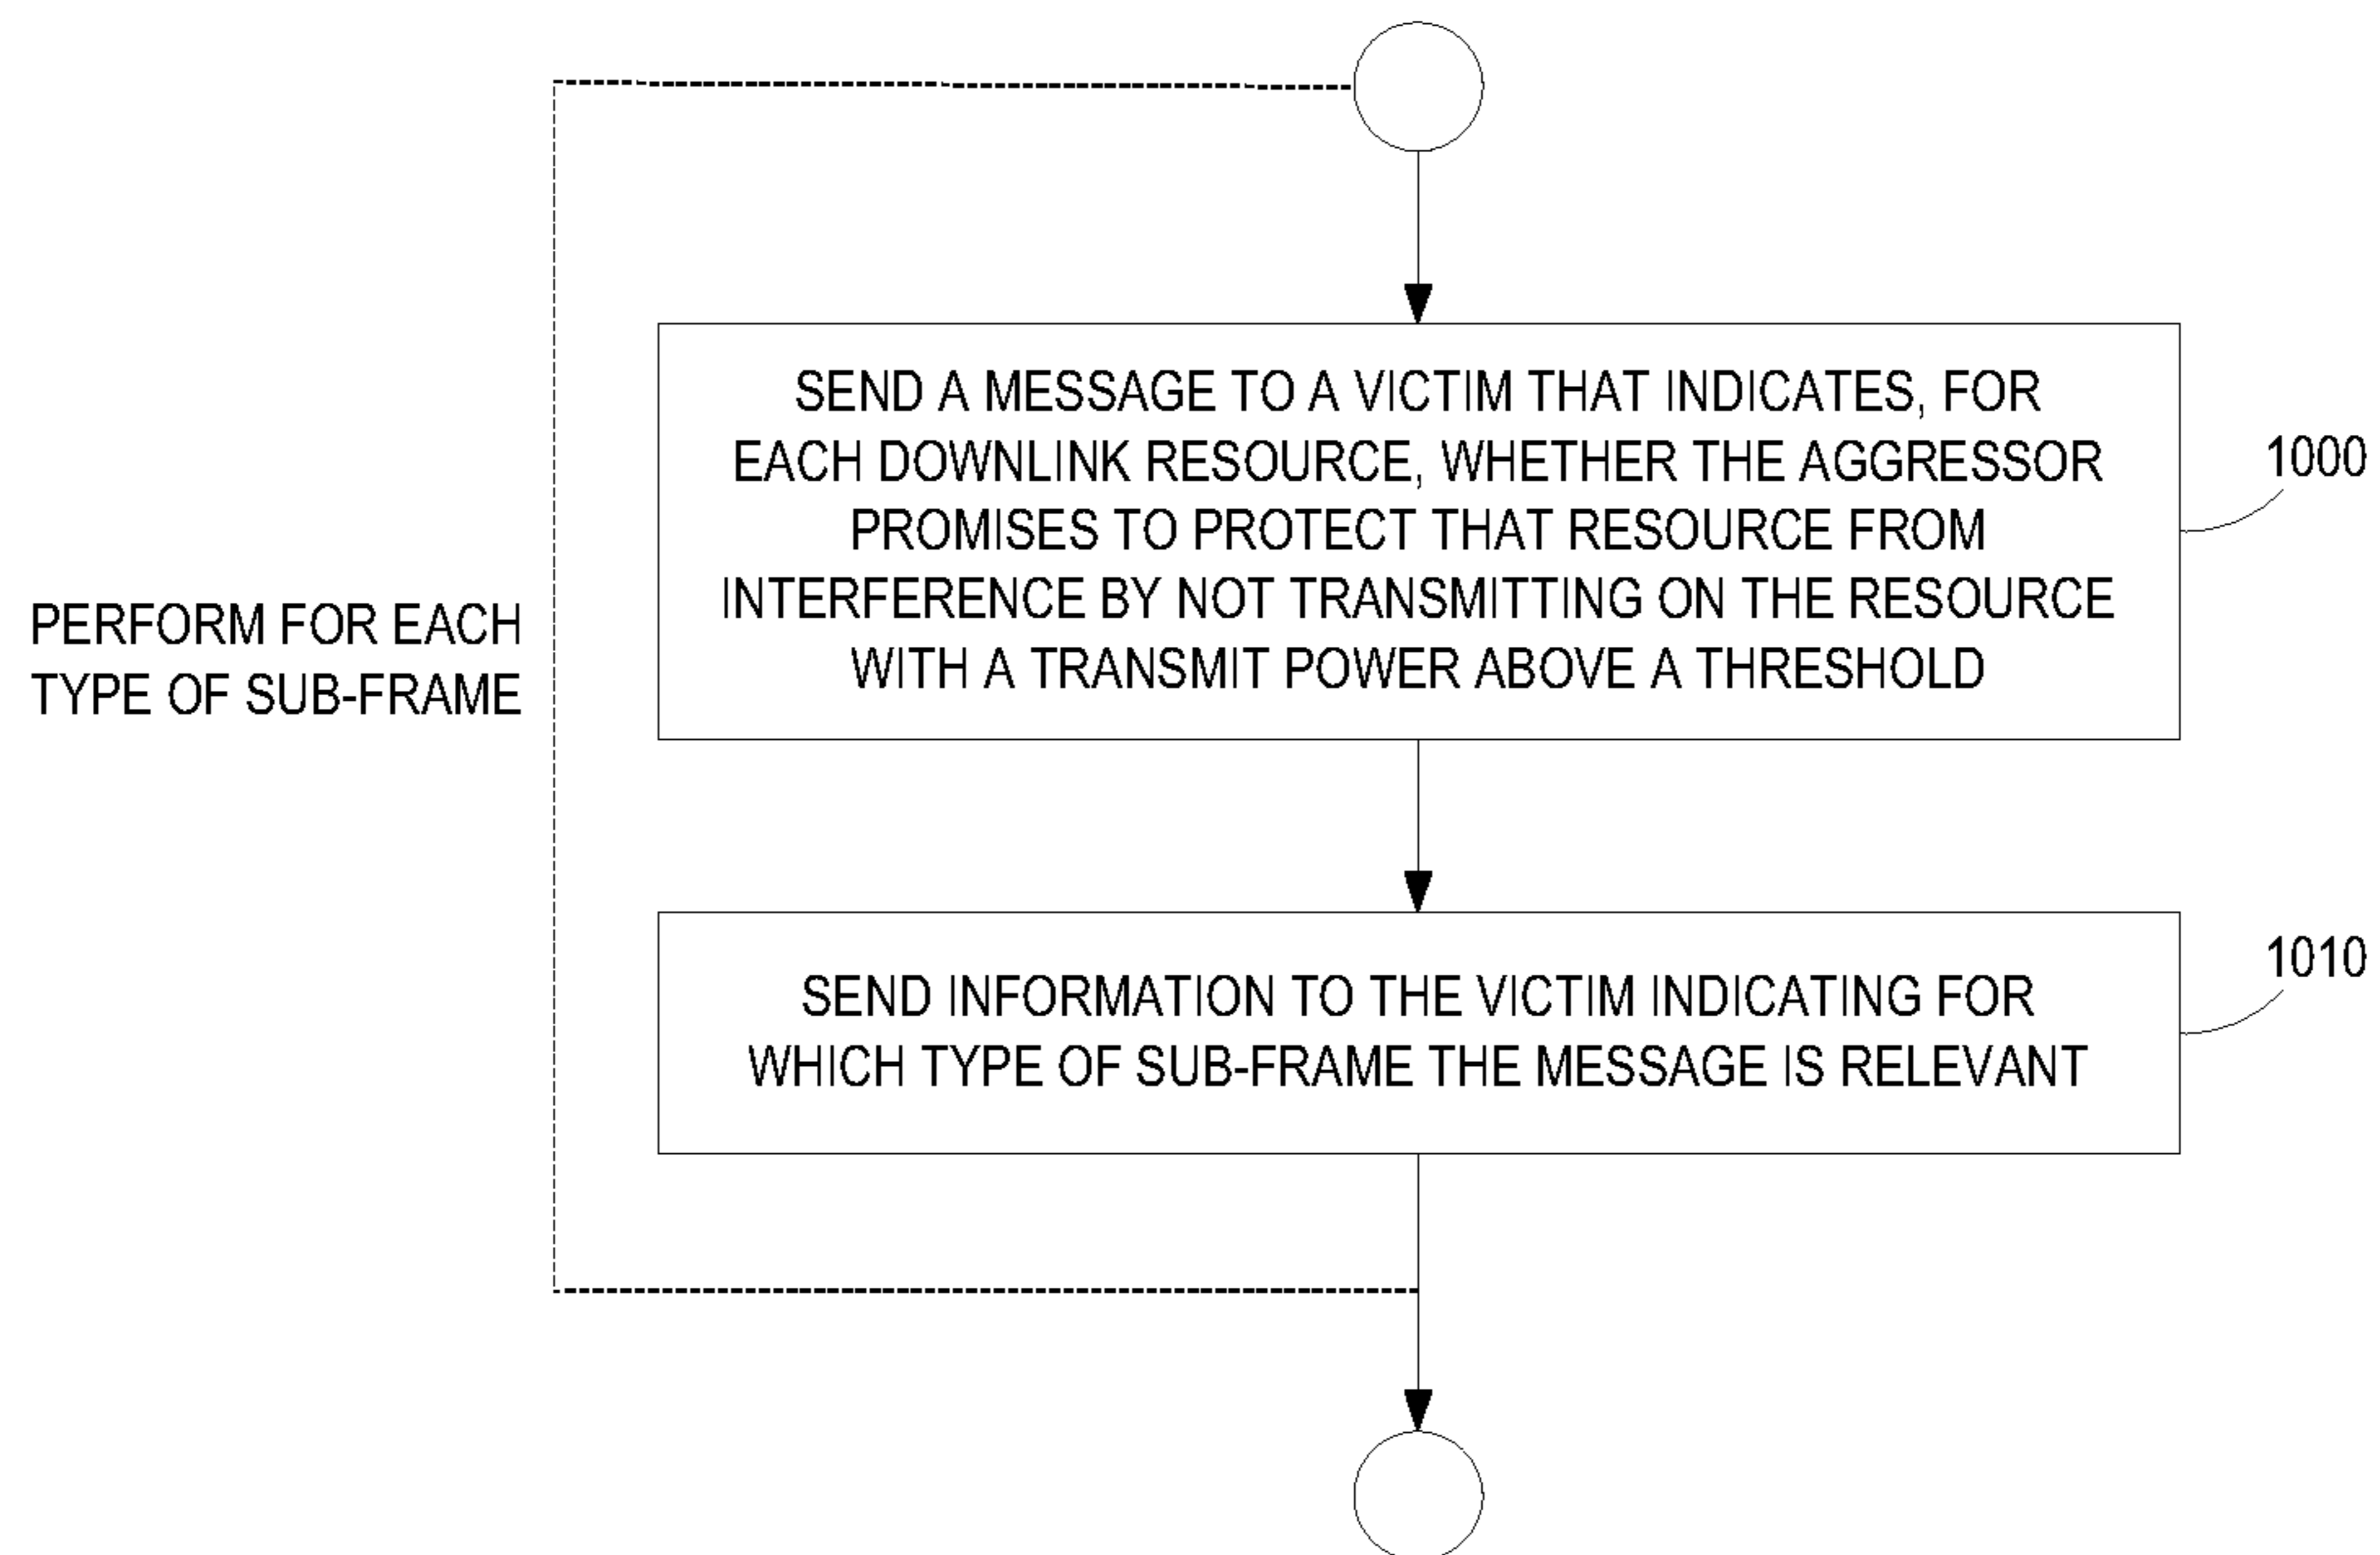 SEND A MESSAGE TO A VICTIM THAT INDICATES, FOR
EACH DOWNLINK RESOURCE, WHETHER THE AGGRESSOR
PROMISES TO PROTECT THAT RESOURCE FROM
INTERFERENCE BY NOT TRANSMITTING ON THE RESOURCE
WITH A TRANSMIT POWER ABOVE A THRESHOLD
1000
PERFORM FOR EACH
TYPE OF SUB-FRAME
SEND INFORMATION TO THE VICTIM INDICATING FOR
WHICH TYPE OF SUB-FRAME THE MESSAGE IS RELEVANT
1010